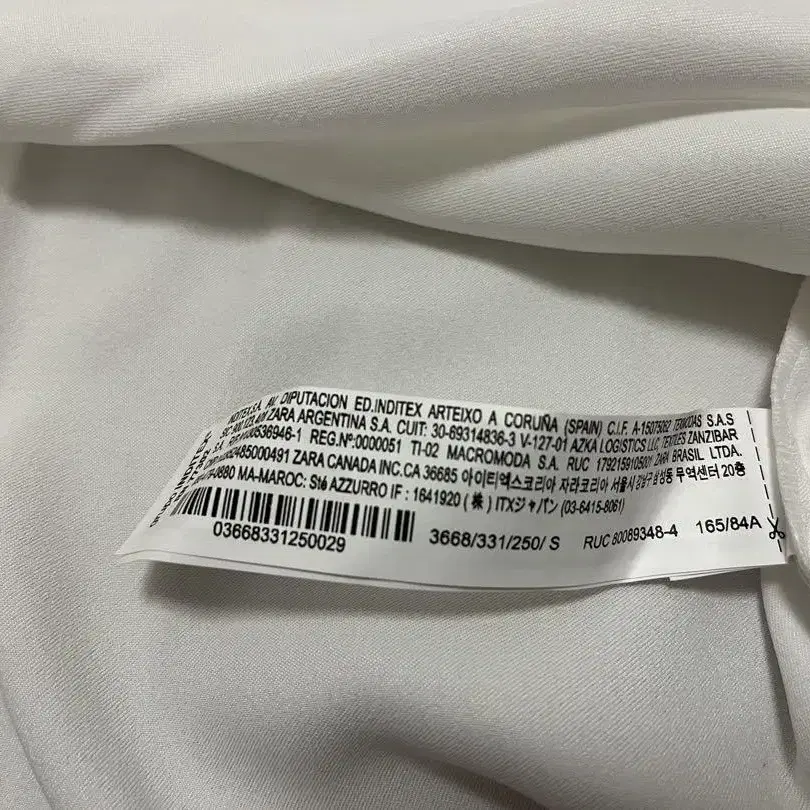 INDITEX,S.A. AV. DIPUTACION ED.INDITEX ARTEIXO A CORUÑA (SPAIN) C.I.F. A-15075062 TEXMODAS S.A.S
ZARA ARGENTINA S.A. CUIT: 30-69314836-3 V-127-01 AZKA LOGISTICS LLC, TEXTILES ZANZIBAR
S.A. REG.Nº:0000051 TI-02 MACROMODA S.A. RUC 1792159105001 ZARA BRASIL LTDA.
ZARA CANADA INC.CA 36685 아이티엑스코리아 자라코리아 서울시 강남구 삼성동 무역센터 20층
MA-MAROC: Sté AZZURRO IF : 1641920 ( 株 ) ITXジャパン (03-6415-8061)
03668331250029 3668/331/250/ S RUC 80089348-4 165/84A